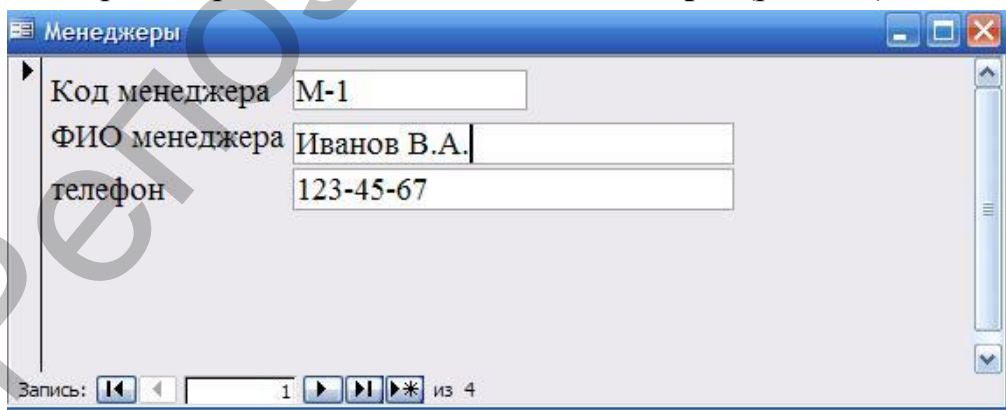 Менеджеры
Код менеджера М-1
ФИО менеджера Иванов В.А.
телефон 123-45-67
Запись: 1 из 4